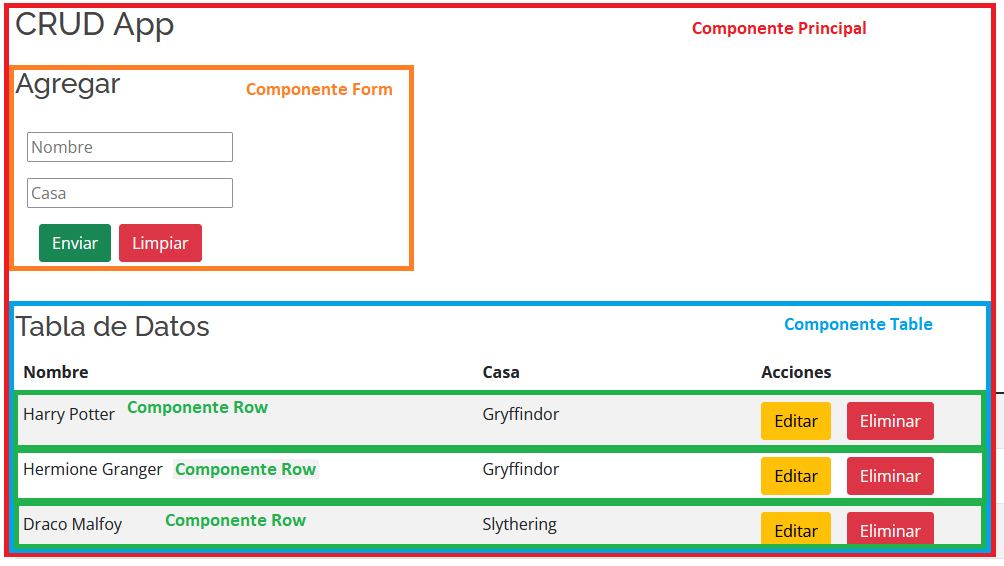 CRUD App
Componente Principal
Agregar
Componente Form
Nombre
Casa
Enviar Limpiar
Tabla de Datos
Componente Table
Nombre Casa Acciones
Harry Potter Componente Row Gryffindor Editar Eliminar
Hermione Granger Componente Row Gryffindor Editar Eliminar
Draco Malfoy Componente Row Slythering Editar Eliminar